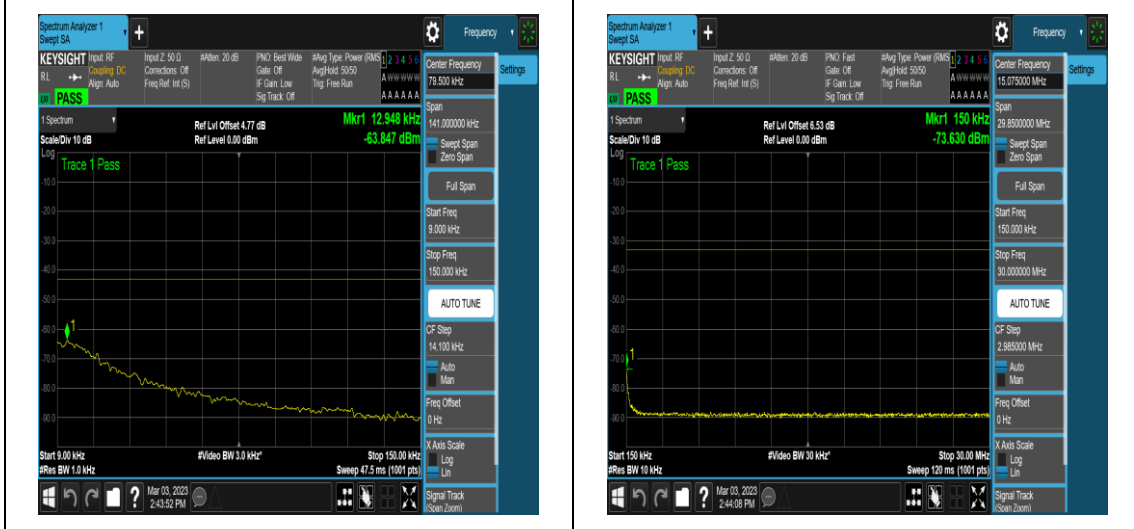 Spectrum Analyzer 1
Swept SA
+
Frequency
KEYSIGHT
RL
Input: RF
Coupling: DC
Align: Auto
Input Z: 50 Ω
Corrections: Off
Freq Ref: Int (S)
#Atten: 20 dB
PNO: Best Wide
Gate: Off
IF Gain: Low
Sig Track: Off
#Avg Type: Power (RMS
Avg|Hold: 50/50
Trig: Free Run
1 2 3 4 5 6
A W W W W W
A A A A A A
PASS
Center Frequency
79.500 kHz
Settings
Span
141.000000 kHz
Swept Span
Zero Span
Full Span
Start Freq
9.000 kHz
Stop Freq
150.000 kHz
AUTO TUNE
CF Step
14.100 kHz
Auto
Man
Freq Offset
0 Hz
X Axis Scale
Log
Lin
Signal Track
(Span Zoom)
1 Spectrum
Scale/Div 10 dB
Ref Lvl Offset 4.77 dB
Ref Level 0.00 dBm
Mkr1 12.948 kHz
-63.847 dBm
Log
Trace 1 Pass
-10.0
-20.0
-30.0
-40.0
-50.0
-60.0
-70.0
-80.0
-90.0
1
Start 9.00 kHz
#Res BW 1.0 kHz
#Video BW 3.0 kHz*
Stop 150.00 kHz
Sweep 47.5 ms (1001 pts)
?
Mar 03, 2023
2:43:52 PM
Spectrum Analyzer 1
Swept SA
+
Frequency
KEYSIGHT
RL
Input: RF
Coupling: DC
Align: Auto
Input Z: 50 Ω
Corrections: Off
Freq Ref: Int (S)
#Atten: 20 dB
PNO: Fast
Gate: Off
IF Gain: Low
Sig Track: Off
#Avg Type: Power (RMS
Avg|Hold: 50/50
Trig: Free Run
1 2 3 4 5 6
A W W W W W
A A A A A A
PASS
Center Frequency
15.075000 MHz
Settings
Span
29.8500000 MHz
Swept Span
Zero Span
Full Span
Start Freq
150.000 kHz
Stop Freq
30.000000 MHz
AUTO TUNE
CF Step
2.985000 MHz
Auto
Man
Freq Offset
0 Hz
X Axis Scale
Log
Lin
Signal Track
(Span Zoom)
1 Spectrum
Scale/Div 10 dB
Ref Lvl Offset 6.53 dB
Ref Level 0.00 dBm
Mkr1 150 kHz
-73.630 dBm
Log
Trace 1 Pass
-10.0
-20.0
-30.0
-40.0
-50.0
-60.0
-70.0
-80.0
-90.0
1
Start 150 kHz
#Res BW 10 kHz
#Video BW 30 kHz*
Stop 30.00 MHz
Sweep 120 ms (1001 pts)
?
Mar 03, 2023
2:44:08 PM